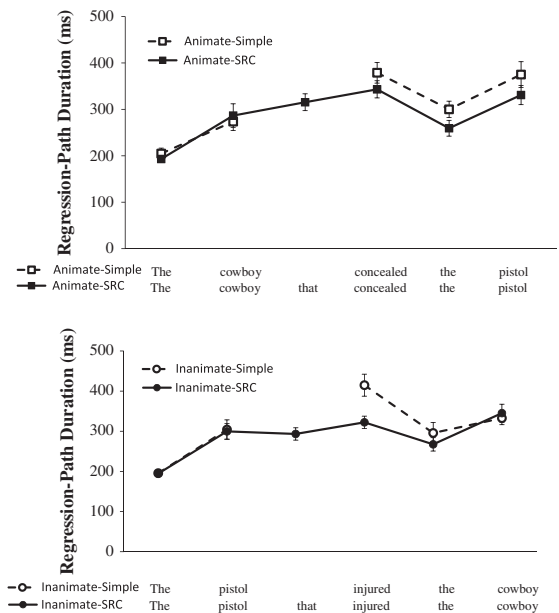 Regression-Path Duration (ms)
500
400
300
200
100
0
Animate-Simple
Animate-SRC
Animate-Simple The cowboy concealed the pistol
Animate-SRC The cowboy that concealed the pistol
Regression-Path Duration (ms)
500
400
300
200
100
0
Inanimate-Simple
Inanimate-SRC
Inanimate-Simple The pistol injured the cowboy
Inanimate-SRC The pistol that injured the cowboy